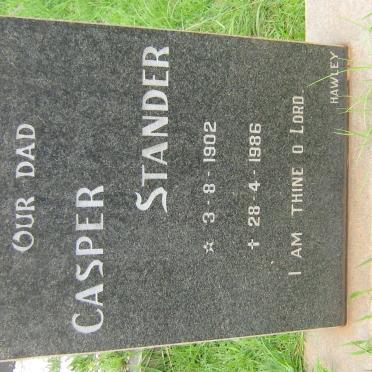 OUR DAD
CASPER
STANDER
☆ 3-8-1902
✝ 28-4-1986
I AM THINE O LORD
HAWLEY